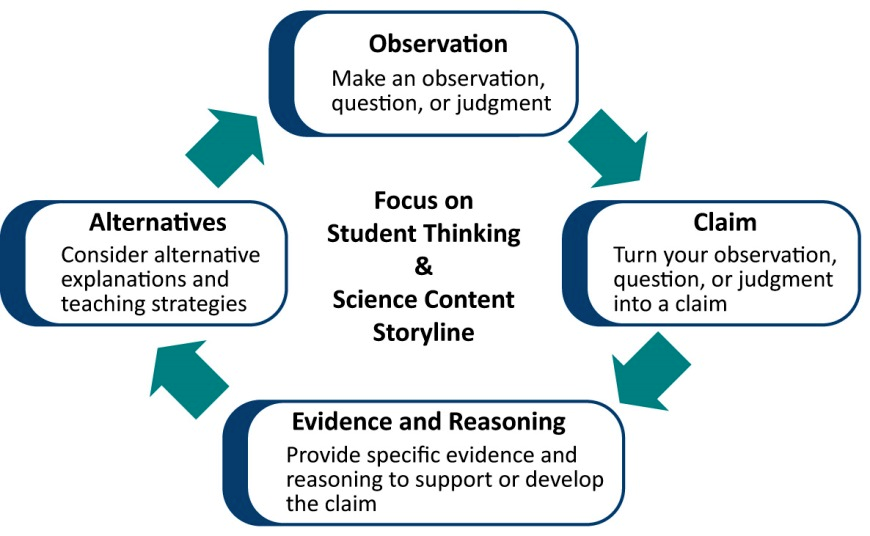 Observation
Make an observation,
question, or judgment
Claim
Turn your observation,
question, or judgment
into a claim
Evidence and Reasoning
Provide specific evidence and
reasoning to support or develop
the claim
Alternatives
Consider alternative
explanations and
teaching strategies
Focus on
Student Thinking
&
Science Content
Storyline